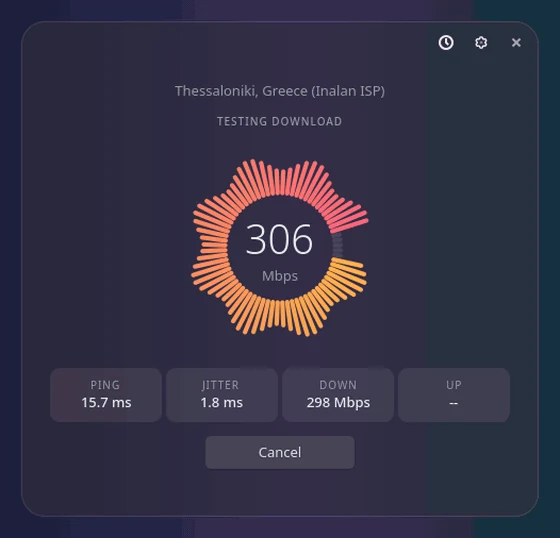 Thessaloniki, Greece (Inalan ISP)
TESTING DOWNLOAD
306
Mbps
PING
15.7 ms
JITTER
1.8 ms
DOWN
298 Mbps
UP
--
Cancel